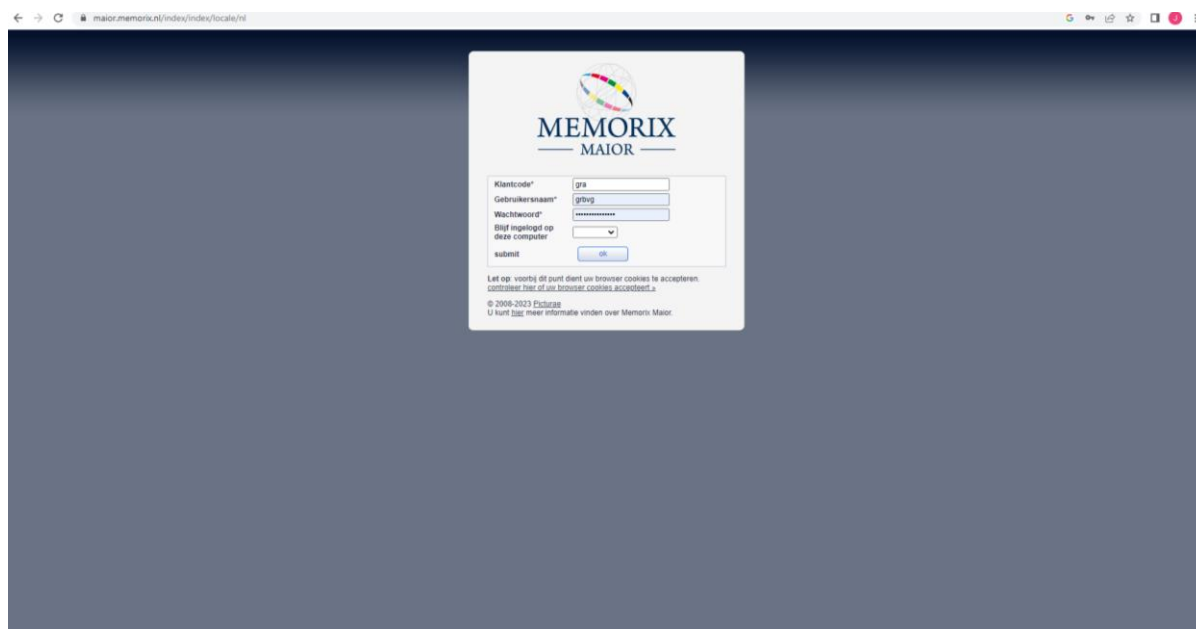 maior.memorix.nl/index/index/locale/nl
J
MEMORIX
MAIOR
Klantcode* gra
Gebruikersnaam* grbvg
Wachtwoord* •••••••••••••••
Blijf ingelogd op
deze computer
submit ok
Let op: voorbij dit punt dient uw browser cookies te accepteren.
controleer hier of uw browser cookies accepteert »
© 2008-2023 Picturae
U kunt hier meer informatie vinden over Memorix Maior.